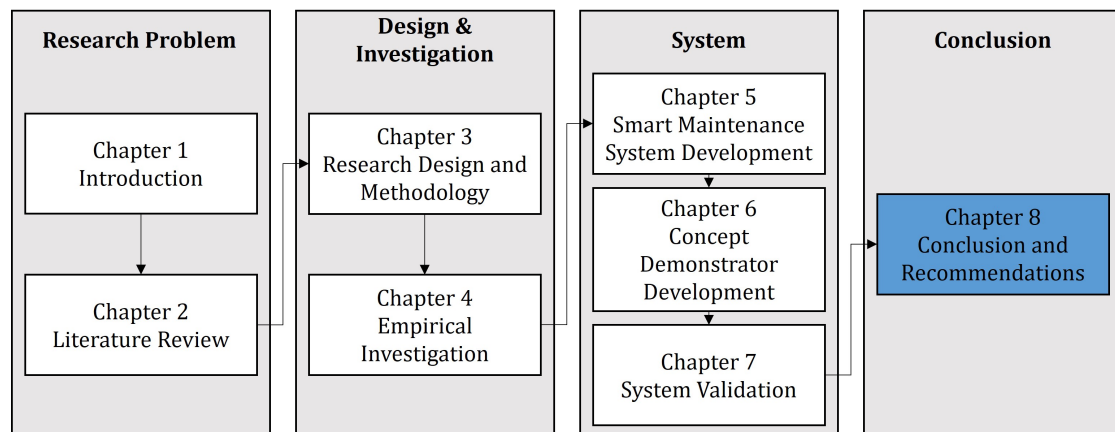 Research Problem
Chapter 1
Introduction
Chapter 2
Literature Review
Design &
Investigation
Chapter 3
Research Design and
Methodology
Chapter 4
Empirical
Investigation
System
Chapter 5
Smart Maintenance
System Development
Chapter 6
Concept
Demonstrator
Development
Chapter 7
System Validation
Conclusion
Chapter 8
Conclusion and
Recommendations